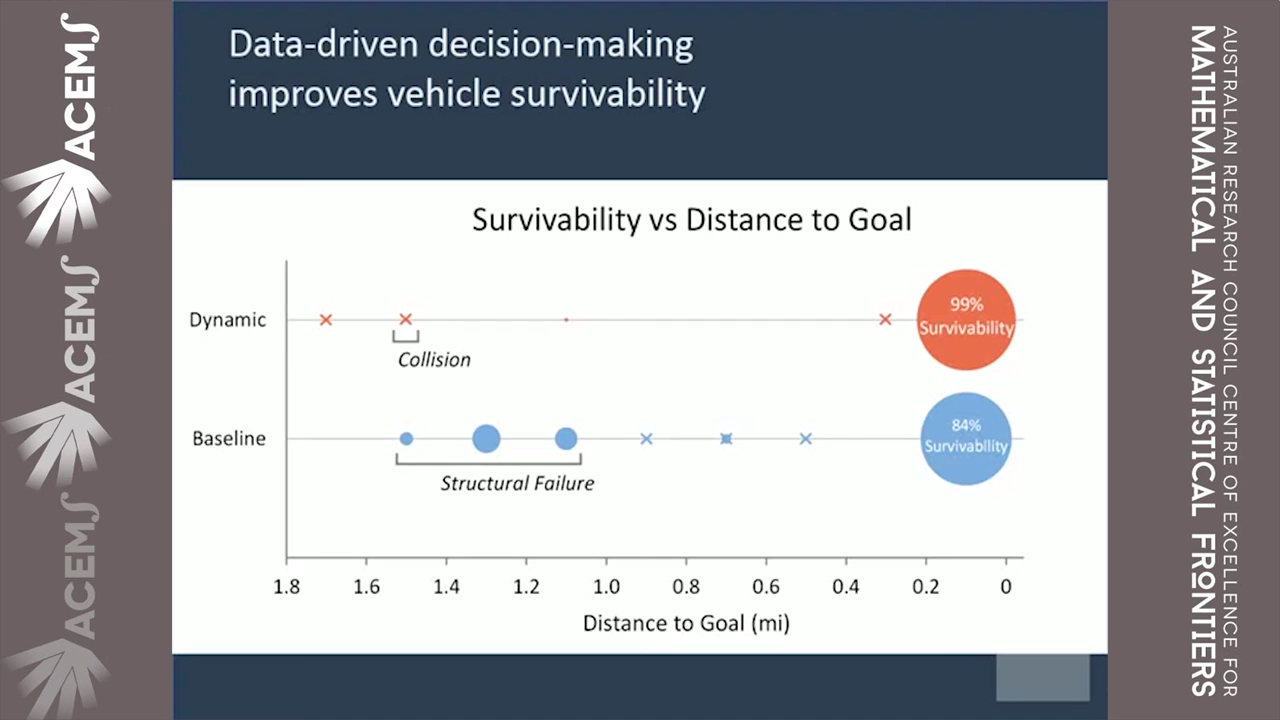 Data-driven decision-making
improves vehicle survivability
Survivability vs Distance to Goal
Dynamic
99%
Survivability
Collision
Baseline
84%
Survivability
Structural Failure
1.8 1.6 1.4 1.2 1.0 0.8 0.6 0.4 0.2 0
Distance to Goal (mi)
ACEMS
ACEMS
ACEMS
AUSTRALIAN RESEARCH COUNCIL CENTRE OF EXCELLENCE FOR
MATHEMATICAL AND STATISTICAL FRONTIERS